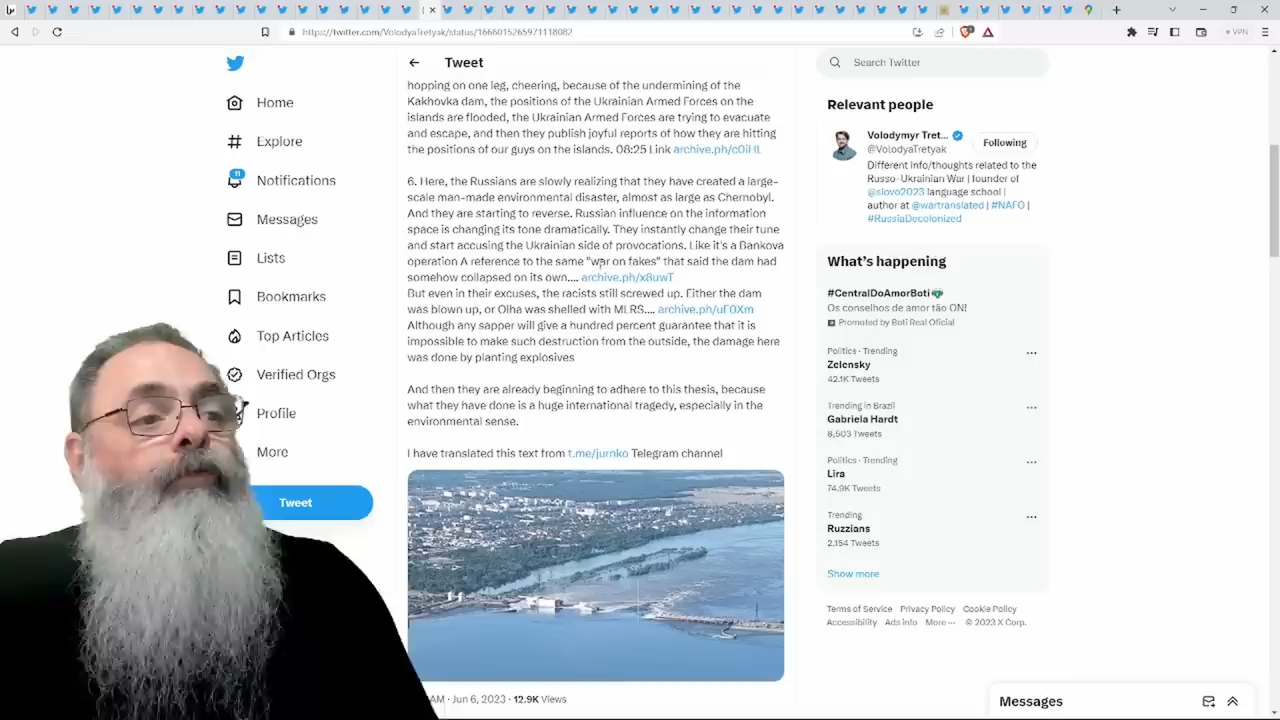 https://twitter.com/VolodyaTretyak/status/1666015265971118082
VPN
Home
Explore
11
Notifications
Messages
Lists
Bookmarks
Top Articles
Verified Orgs
Profile
More
Tweet
Tweet
hopping on one leg, cheering, because of the undermining of the
Kakhovka dam, the positions of the Ukrainian Armed Forces on the
islands are flooded, the Ukrainian Armed Forces are trying to evacuate
and escape, and then they publish joyful reports of how they are hitting
the positions of our guys on the islands. 08:25 Link archive.ph/c0iHL
6. Here, the Russians are slowly realizing that they have created a large-
scale man-made environmental disaster, almost as large as Chernobyl.
And they are starting to reverse. Russian influence on the information
space is changing its tone dramatically. They instantly change their tune
and start accusing the Ukrainian side of provocations. Like it's a Bankova
operation A reference to the same "war on fakes" that said the dam had
somehow collapsed on its own.... archive.ph/x8uwT
But even in their excuses, the racists still screwed up. Either the dam
was blown up, or Olha was shelled with MLRS.... archive.ph/uF0Xm
Although any sapper will give a hundred percent guarantee that it is
impossible to make such destruction from the outside, the damage here
was done by planting explosives
And then they are already beginning to adhere to this thesis, because
what they have done is a huge international tragedy, especially in the
environmental sense.
I have translated this text from t.me/jurnko Telegram channel
AM · Jun 6, 2023 · 12.9K Views
Search Twitter
Relevant people
Volodymyr Tret...
@VolodyaTretyak
Following
Different info/thoughts related to the
Russo-Ukrainian War | founder of
@slovo2023 language school |
author at @wartranslated | #NAFO |
#RussiaDecolonized
What's happening
#CentralDoAmorBoti
Os conselhos de amor tão ON!
Promoted by Boti Real Oficial
Politics · Trending
Zelensky
42.1K Tweets
Trending in Brazil
Gabriela Hardt
8,503 Tweets
Politics · Trending
Lira
74.9K Tweets
Trending
Ruzzians
2,154 Tweets
Show more
Terms of Service Privacy Policy Cookie Policy
Accessibility Ads info More ··· © 2023 X Corp.
Messages